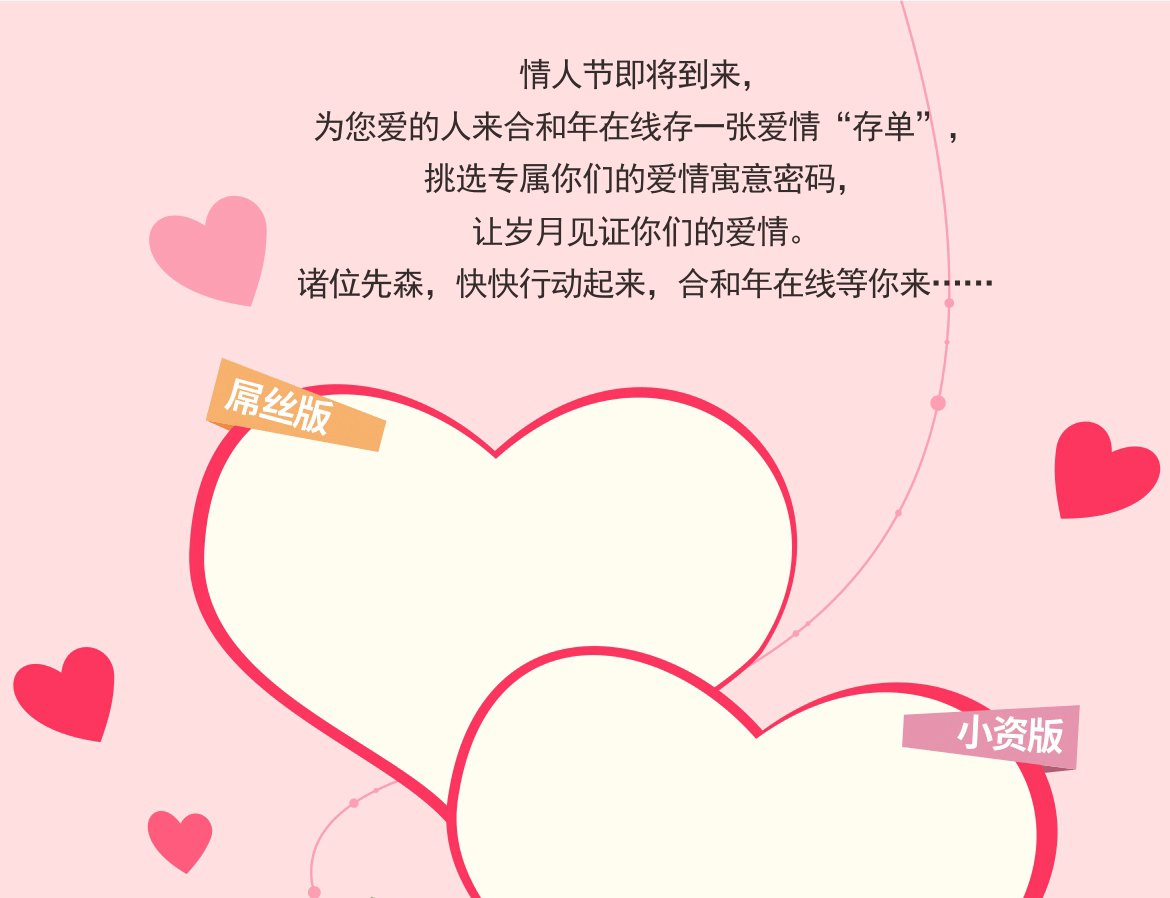 情人节即将到来，
为您爱的人来合和年在线存一张爱情“存单”，
挑选专属你们的爱情寓意密码，
让岁月见证你们的爱情。
诸位先森，快快行动起来，合和年在线等你来……
屌丝版
小资版